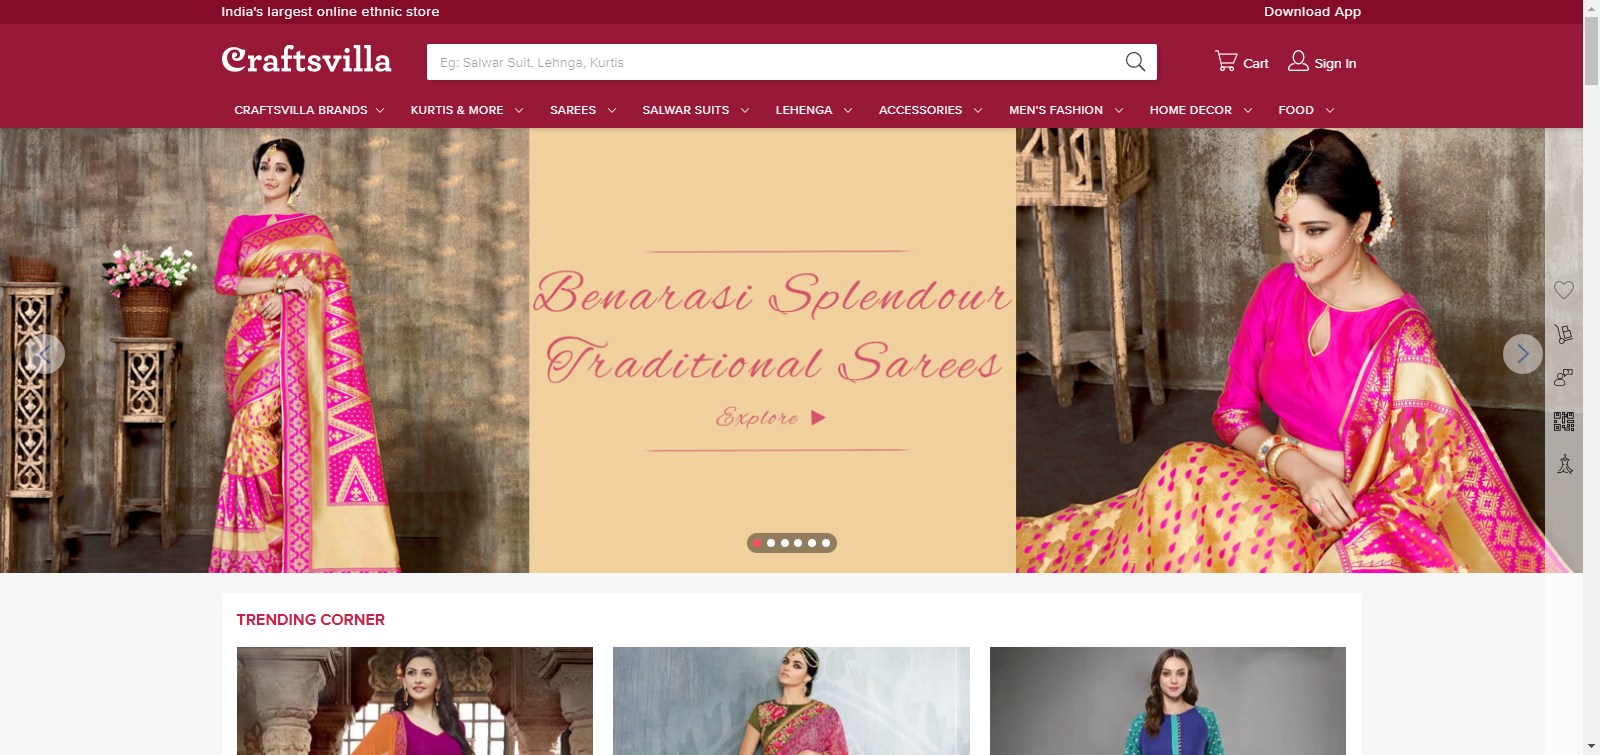 India's largest online ethnic store
Download App
Craftsvilla
Eg: Salwar Suit, Lehnga, Kurtis
Cart
Sign In
CRAFTSVILLA BRANDS
KURTIS & MORE
SAREES
SALWAR SUITS
LEHENGA
ACCESSORIES
MEN'S FASHION
HOME DECOR
FOOD
Benarasi Splendour
Traditional Sarees
Explore
TRENDING CORNER